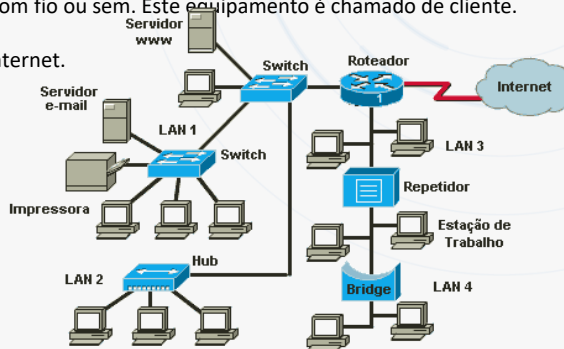 om fio ou sem. Este equipamento é chamado de cliente.
nternet.
Servidor
www
Switch
Roteador
1
Internet
Servidor
e-mail
LAN 1
Switch
LAN 3
Impressora
Repetidor
Estação de
Trabalho
Hub
LAN 2
Bridge
LAN 4